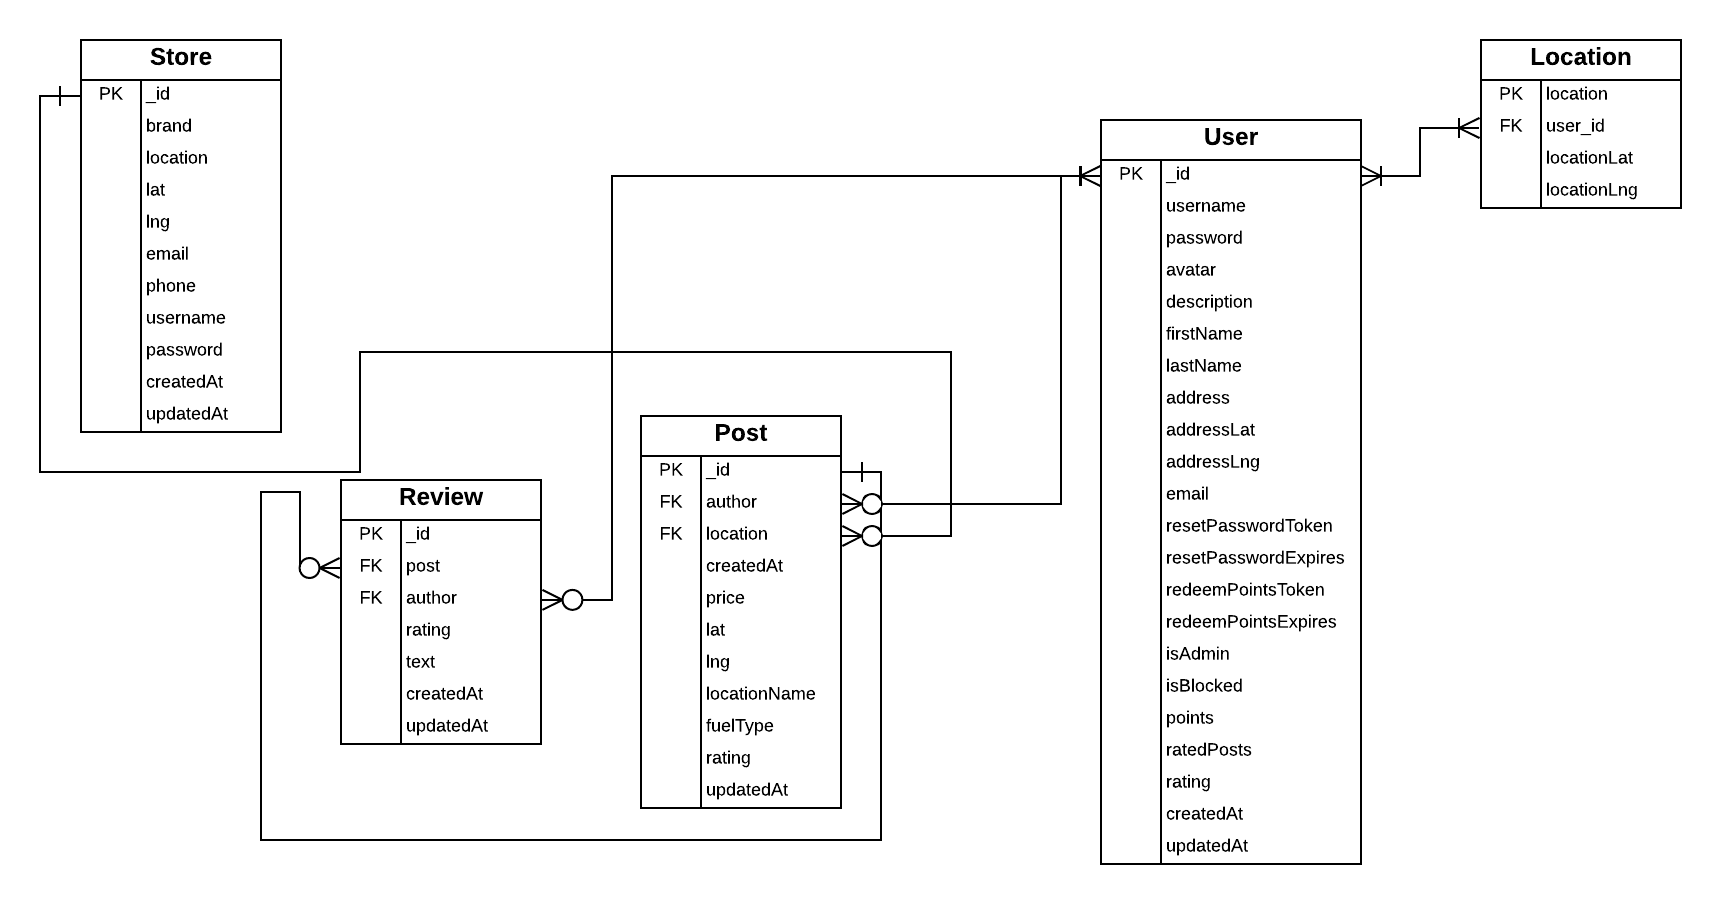 Store
PK _id
brand
location
lat
lng
email
phone
username
password
createdAt
updatedAt
Review
PK _id
FK post
FK author
rating
text
createdAt
updatedAt
Post
PK _id
FK author
FK location
createdAt
price
lat
lng
locationName
fuelType
rating
updatedAt
User
PK _id
username
password
avatar
description
firstName
lastName
address
addressLat
addressLng
email
resetPasswordToken
resetPasswordExpires
redeemPointsToken
redeemPointsExpires
isAdmin
isBlocked
points
ratedPosts
rating
createdAt
updatedAt
Location
PK location
FK user_id
locationLat
locationLng